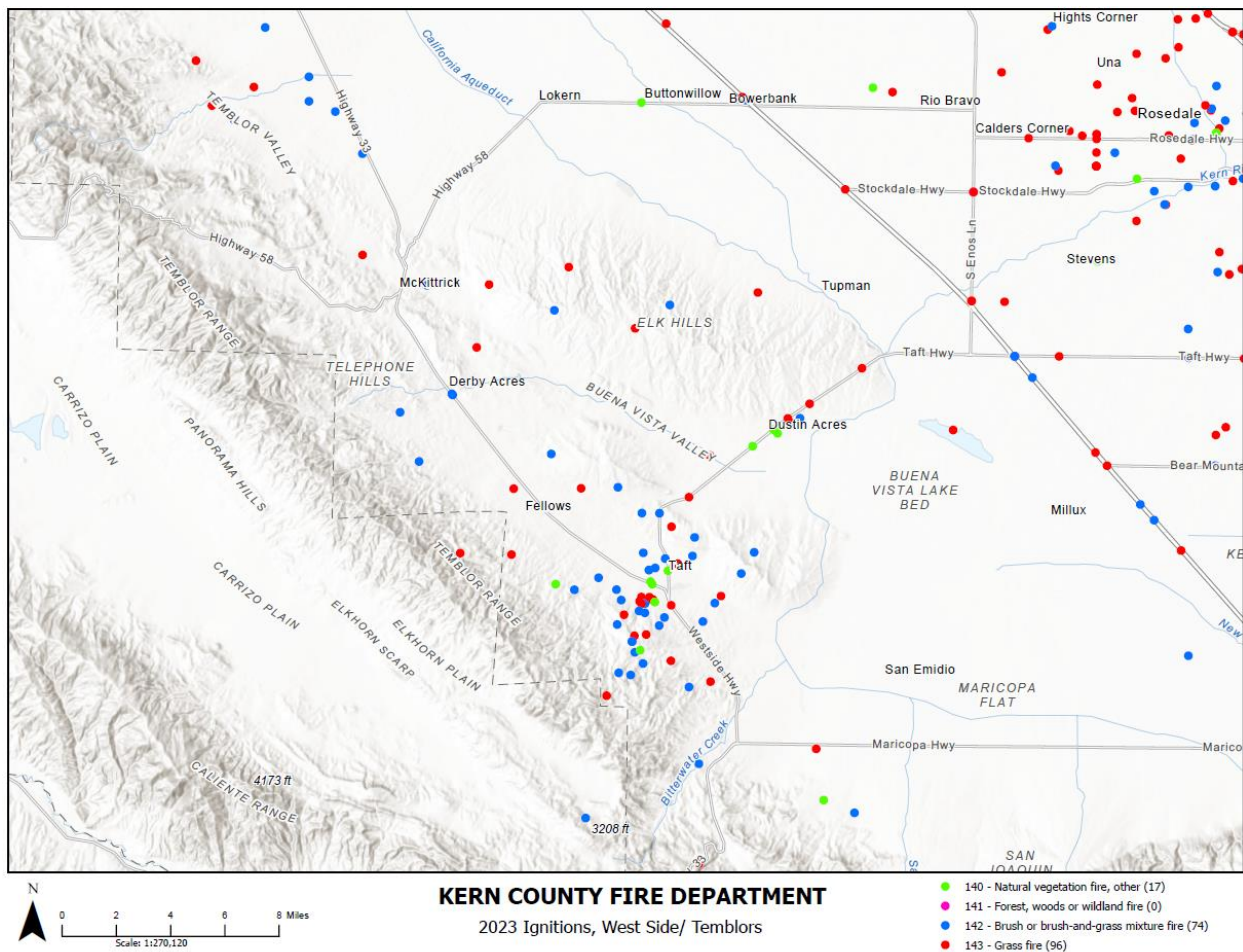 Hights Corner
Una
California Aqueduct
Lokern
Buttonwillow
Bowerbank
Rio Bravo
Rosedale
Calders Corner
Rosedale Hwy
TEMBLOR VALLEY
Highway 33
Highway 58
Stockdale Hwy
Stockdale Hwy
Kern Ri
Highway 58
S Enos Ln
Stevens
TEMBLOR RANGE
McKittrick
Tupman
ELK HILLS
Taft Hwy
Taft Hwy
TELEPHONE
HILLS
Derby Acres
CARRIZO PLAIN
PANORAMA HILLS
BUENA VISTA VALLEY
Dustin Acres
BUENA
VISTA LAKE
BED
Bear Mounta
Fellows
Millux
KE
TEMBLOR RANGE
Taft
CARRIZO PLAIN
ELKHORN SCARP
ELKHORN PLAIN
Westside Hwy
New
San Emidio
MARICOPA
FLAT
Bitterwater Creek
Maricopa Hwy
Marico
4173 ft
CALIENTE RANGE
3208 ft
33
SAN
JOAQUIN
N
0 2 4 6 8 Miles
Scale: 1:270,120
KERN COUNTY FIRE DEPARTMENT
2023 Ignitions, West Side/ Temblors
140 - Natural vegetation fire, other (17)
141 - Forest, woods or wildland fire (0)
142 - Brush or brush-and-grass mixture fire (74)
143 - Grass fire (96)